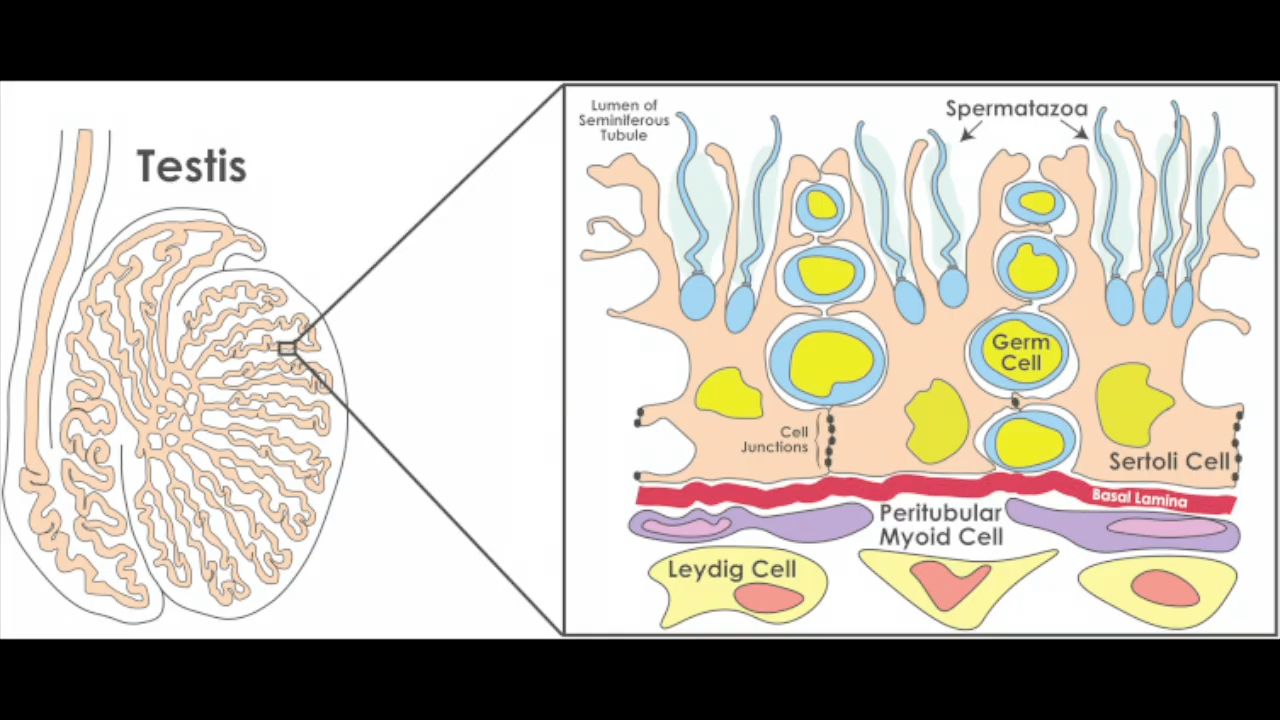 Testis
Lumen of
Seminiferous
Tubule
Spermatazoa
Germ
Cell
Cell
Junctions
Sertoli Cell
Basal Lamina
Peritubular
Myoid Cell
Leydig Cell